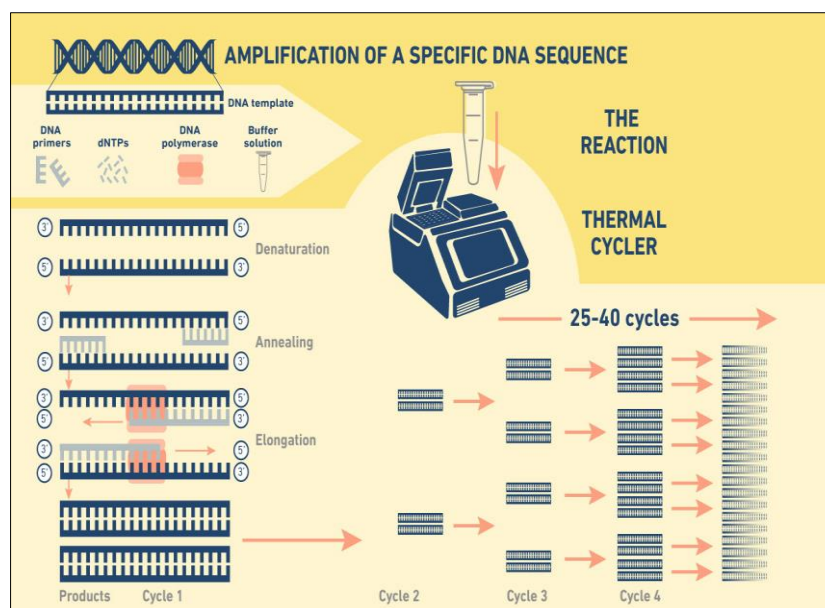 AMPLIFICATION OF A SPECIFIC DNA SEQUENCE
DNA template
DNA
primers
dNTPs
DNA
polymerase
Buffer
solution
THE
REACTION
THERMAL
CYCLER
3' 5'
Denaturation
5' 3'
3' 5'
Annealing
5' 3'
3' 5'
5' 3'
Elongation
3' 5'
5' 3'
25-40 cycles
Products
Cycle 1
Cycle 2
Cycle 3
Cycle 4